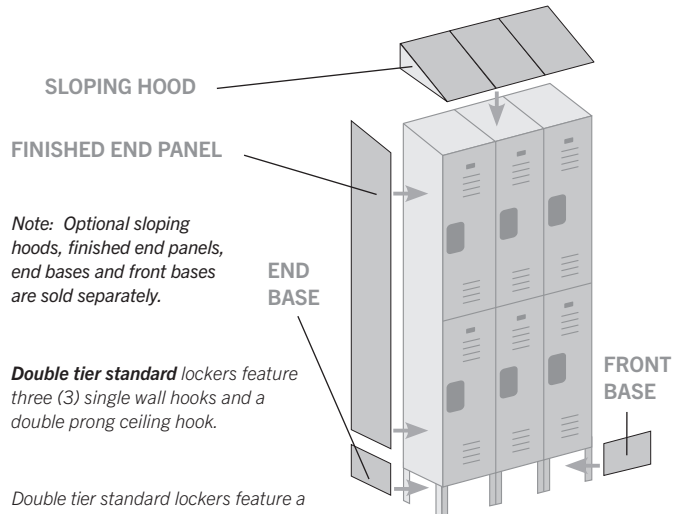 SLOPING HOOD
FINISHED END PANEL
Note: Optional sloping
hoods, finished end panels,
end bases and front bases
are sold separately.
END
BASE
Double tier standard lockers feature
three (3) single wall hooks and a
double prong ceiling hook.
FRONT
BASE
Double tier standard lockers feature a